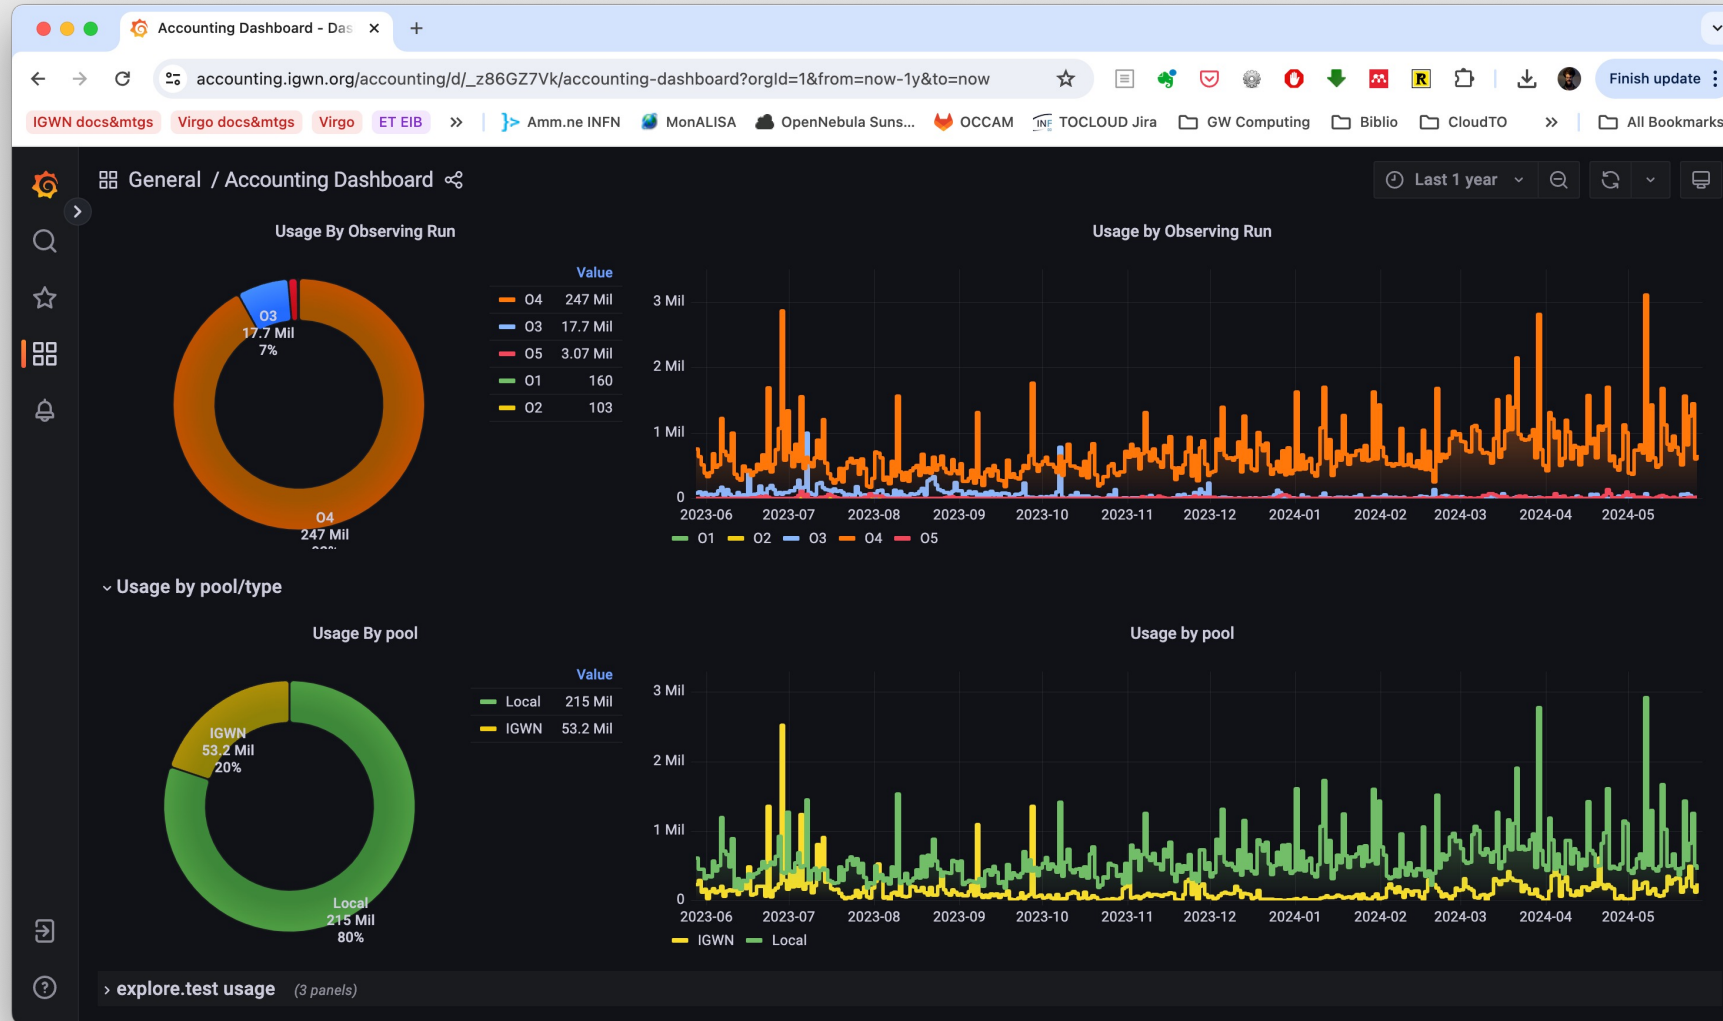 Accounting Dashboard - Das
accounting.igwn.org/accounting/d/_z86GZ7Vk/accounting-dashboard?orgId=1&from=now-1y&to=now
Finish update
IGWN docs&mtgs Virgo docs&mtgs Virgo ET EIB Amm.ne INFN MonALISA OpenNebula Suns... OCCAM TOCLOUD Jira GW Computing Biblio CloudTO All Bookmarks
General / Accounting Dashboard
Last 1 year
Usage By Observing Run
Value
O4 247 Mil
O3 17.7 Mil
O5 3.07 Mil
O1 160
O2 103
O3
17.7 Mil
7%
O4
247 Mil
Usage by Observing Run
3 Mil
2 Mil
1 Mil
0
2023-06 2023-07 2023-08 2023-09 2023-10 2023-11 2023-12 2024-01 2024-02 2024-03 2024-04 2024-05
O1 O2 O3 O4 O5
Usage by pool/type
Usage By pool
Value
Local 215 Mil
IGWN 53.2 Mil
IGWN
53.2 Mil
20%
Local
215 Mil
80%
Usage by pool
3 Mil
2 Mil
1 Mil
0
2023-06 2023-07 2023-08 2023-09 2023-10 2023-11 2023-12 2024-01 2024-02 2024-03 2024-04 2024-05
IGWN Local
explore.test usage (3 panels)